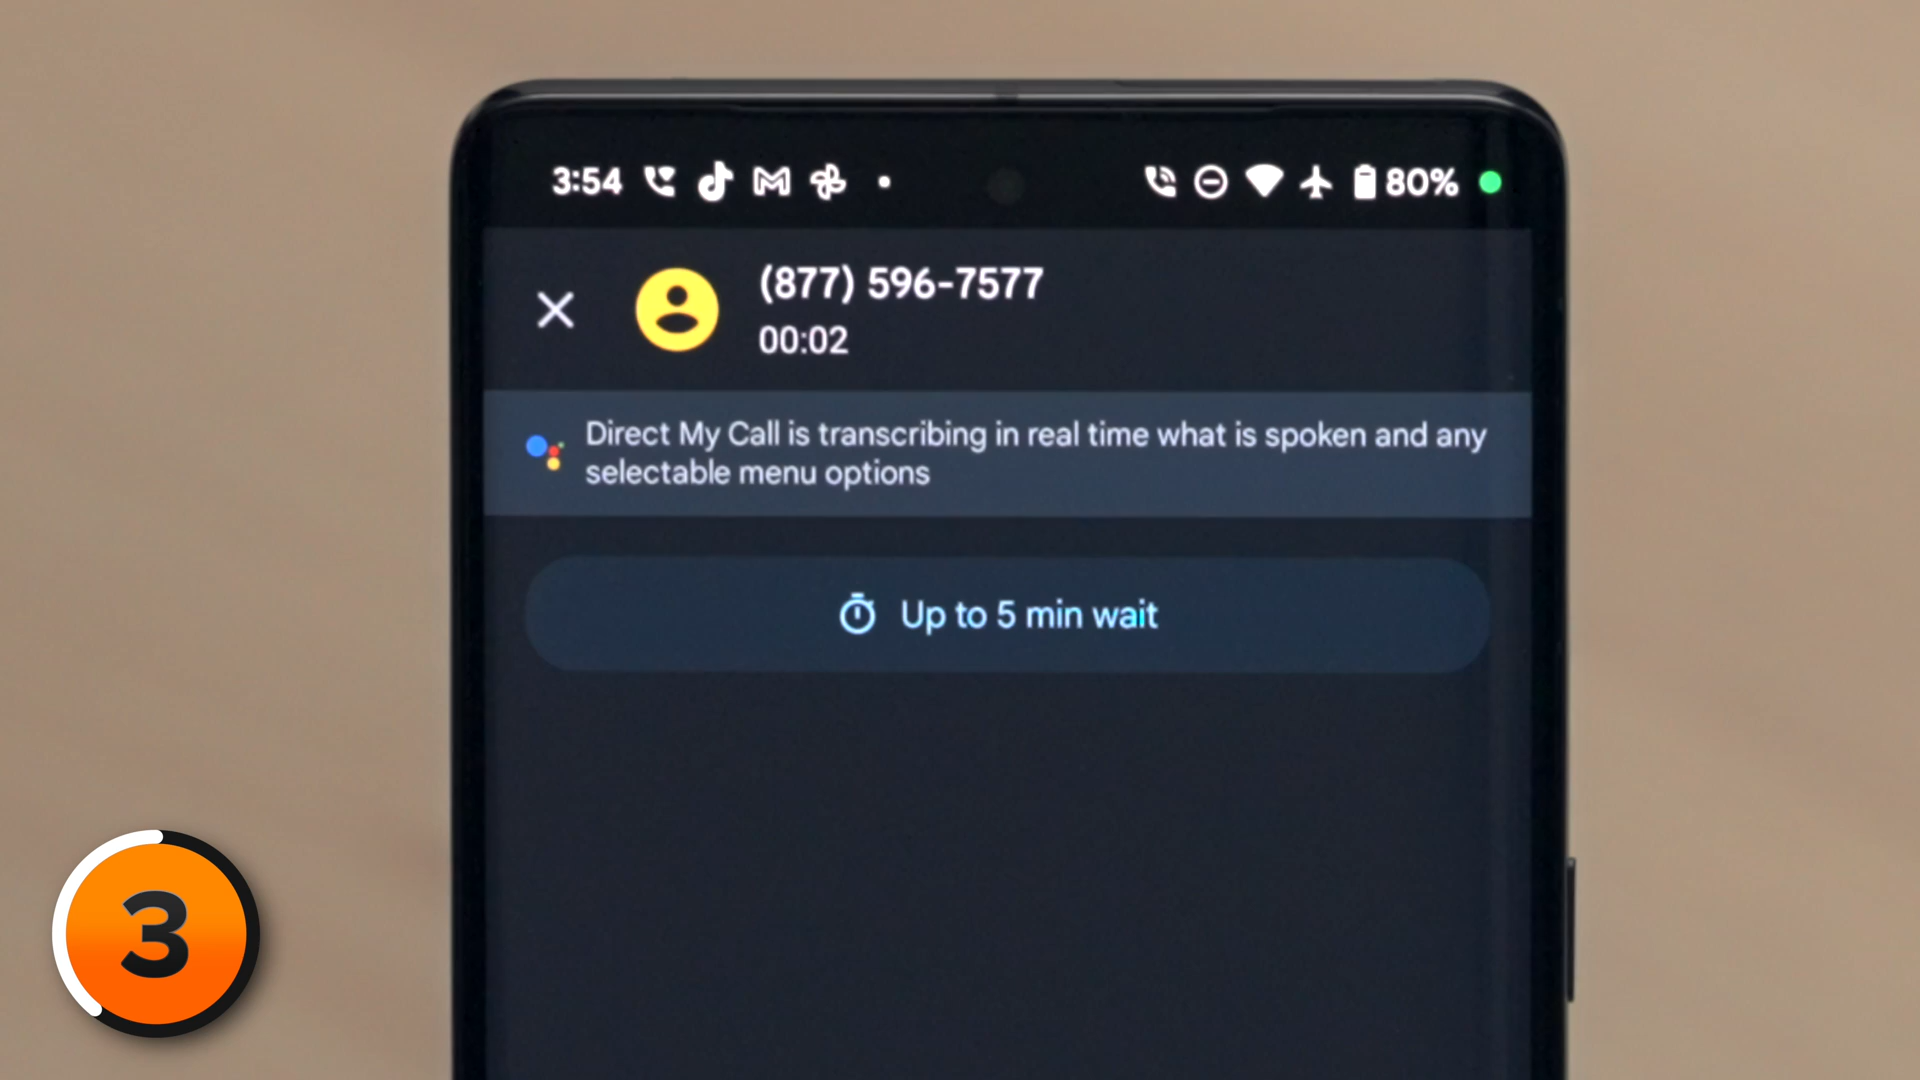 3:54 80%
(877) 596-7577
00:02
Direct My Call is transcribing in real time what is spoken and any
selectable menu options
Up to 5 min wait
3